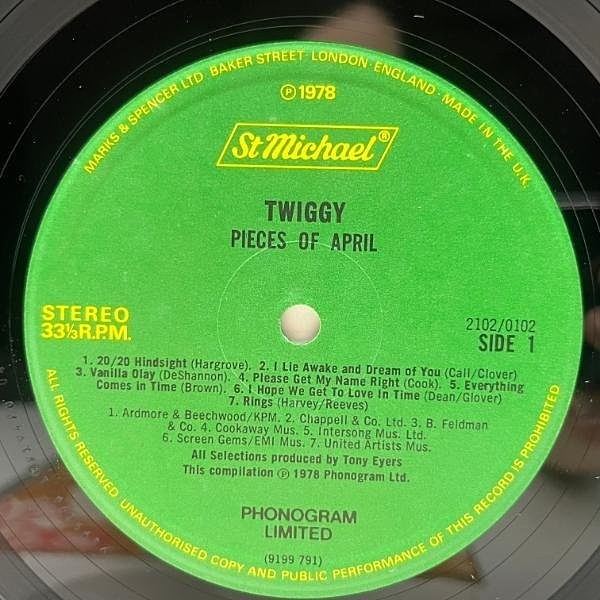 MARKS & SPENCER LTD · BAKER STREET · LONDON · ENGLAND · MADE IN THE U.K.
℗ 1978
St Michael®
TWIGGY
PIECES OF APRIL
STEREO
33⅓ R.P.M.
2102/0102
SIDE 1
1. 20/20 Hindsight (Hargrove). 2. I Lie Awake and Dream of You (Call/Clover)
3. Vanilla Olay (DeShannon). 4. Please Get My Name Right (Cook). 5. Everything
Comes in Time (Brown). 6. I Hope We Get To Love In Time (Dean/Glover)
7. Rings (Harvey/Reeves)
1. Ardmore & Beechwood/KPM. 2. Chappell & Co. Ltd. 3. B. Feldman
& Co. 4. Cookaway Mus. 5. Intersong Mus. Ltd.
6. Screen Gems/EMI Mus. 7. United Artists Mus.
All Selections produced by Tony Eyers
This compilation ℗ 1978 Phonogram Ltd.
PHONOGRAM
LIMITED
(9199 791)
ALL RIGHTS RESERVED UNAUTHORISED COPY AND PUBLIC PERFORMANCE OF THIS RECORD IS PROHIBITED